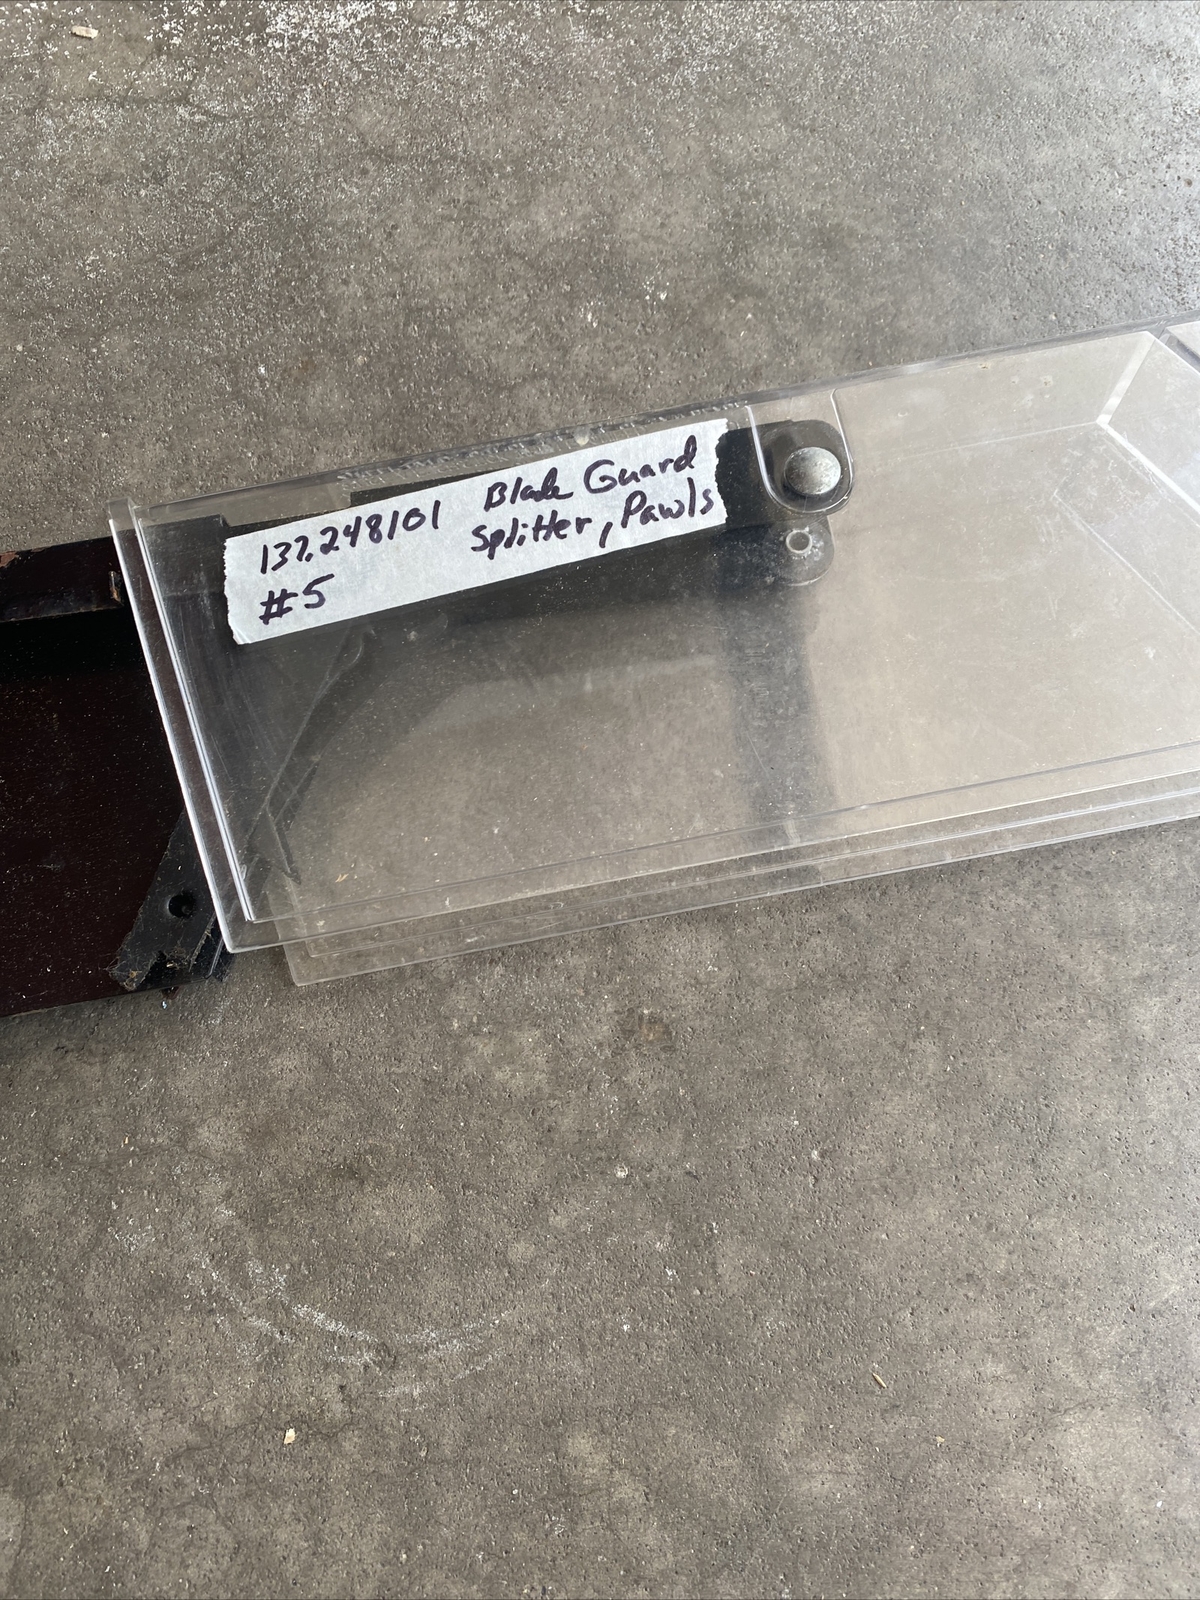 137.248101 Blade Guard
#5 Splitter, Pawls